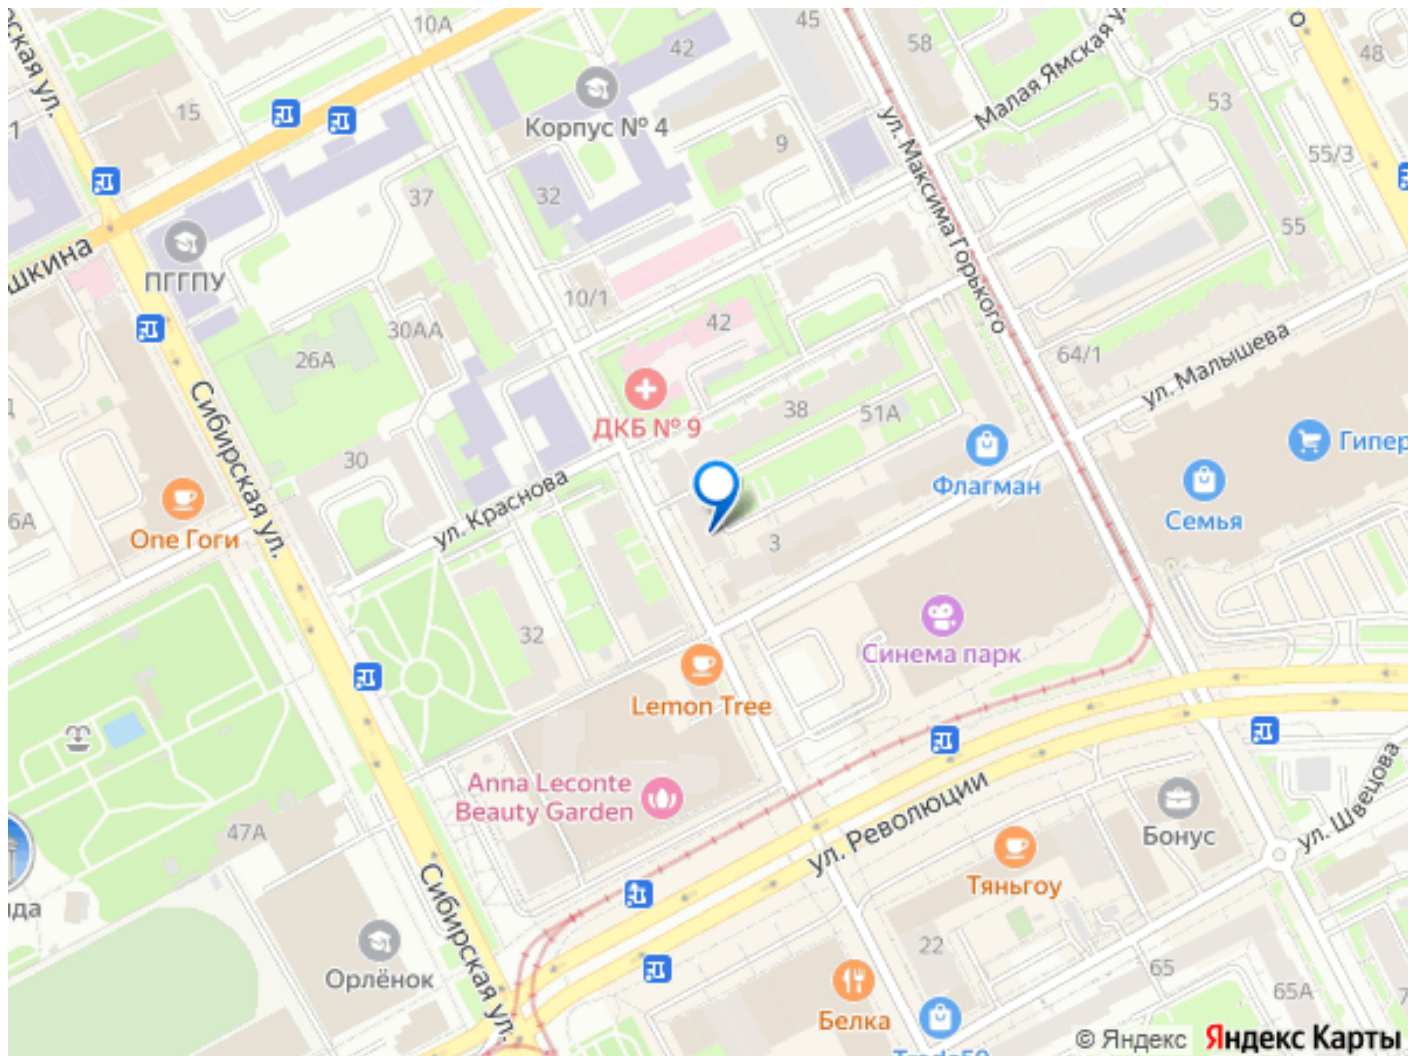 10А
42
45
58
48
15
Корпус № 4
Малая Ямская у
53
55/3
9
ул. Максима Горького
32
37
55
шкина
ПГГПУ
10/1
42
30АА
26А
64/1
ул. Малышева
Сибирская ул.
ДКБ № 9
38
51А
Флагман
Гипер
Семья
30
ул. Краснова
One Гоги
6А
3
32
Синема парк
Lemon Tree
Anna Leconte
Beauty Garden
47А
ул. Революции
Бонус
ул. Швецова
Тяньгоу
Сибирская ул.
да
Орлёнок
22
65
65А
Белка
© Яндекс Яндекс Карты